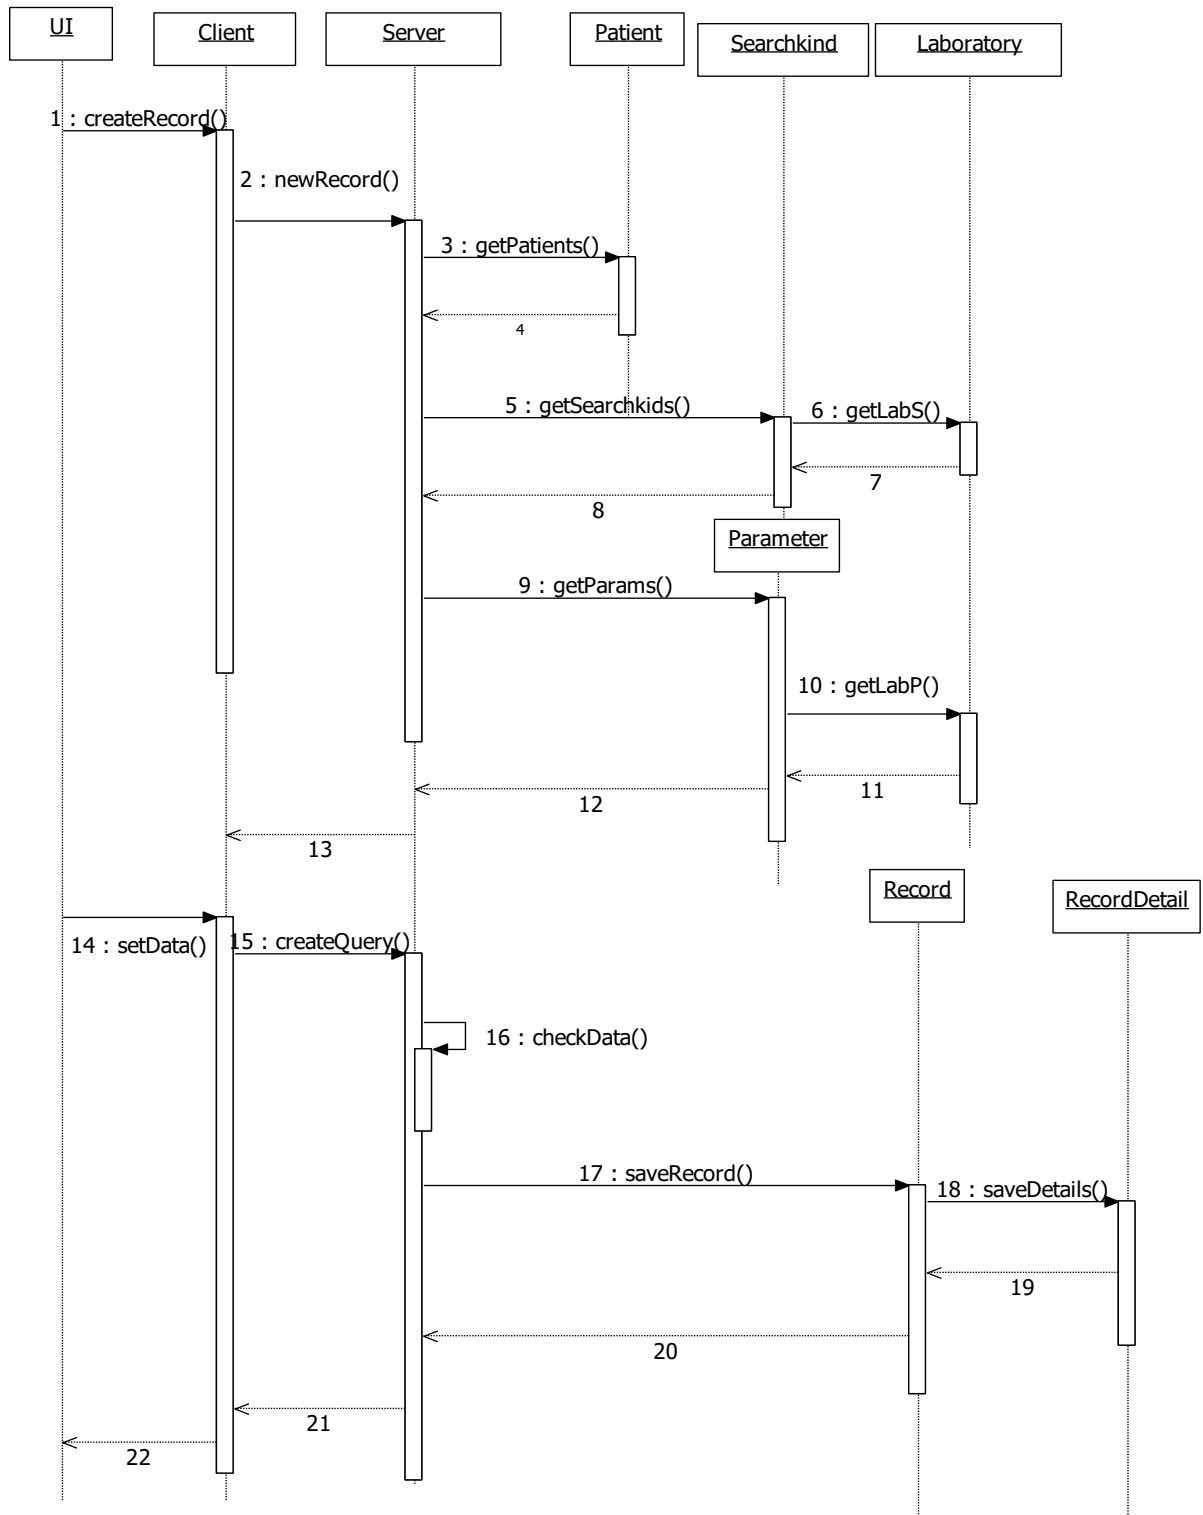 UI
Client
Server
Patient
Searchkind
Laboratory
1 : createRecord()
2 : newRecord()
3 : getPatients()
4
5 : getSearchkids()
6 : getLabS()
7
8
Parameter
9 : getParams()
10 : getLabP()
11
12
13
Record
RecordDetail
14 : setData()
15 : createQuery()
16 : checkData()
17 : saveRecord()
18 : saveDetails()
19
20
21
22